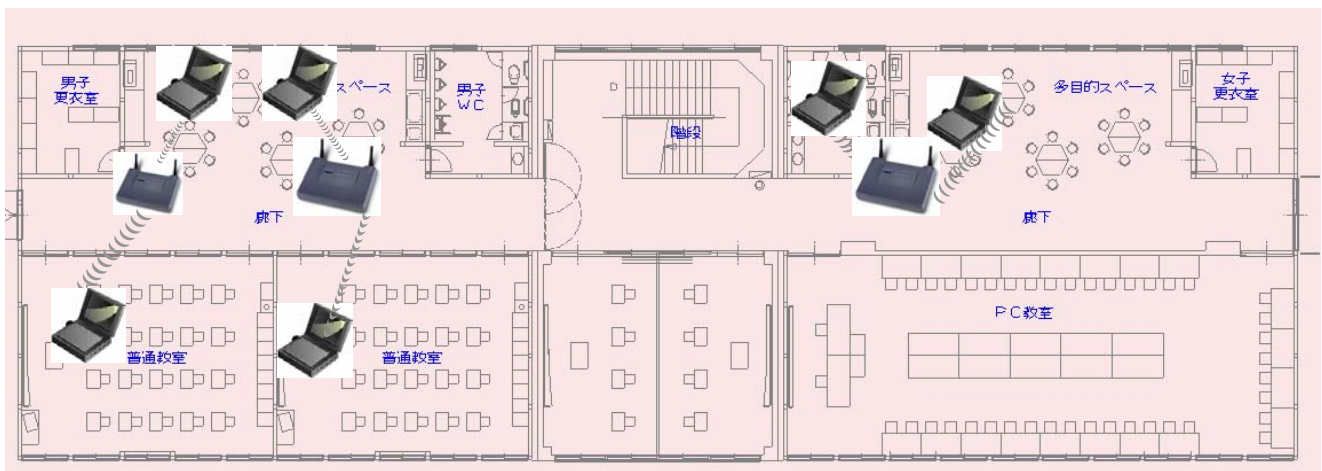 男子
更衣室
スペース
男子
WC
階段
多目的スペース
女子
更衣室
廊下
廊下
普通教室
普通教室
PC教室